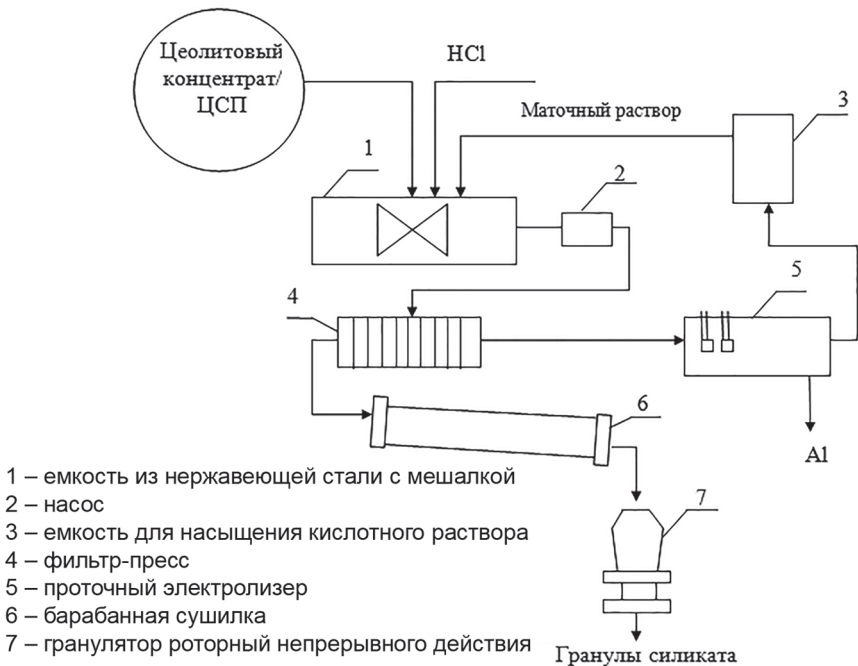 Цеолитовый
концентрат/
ЦСП
HCl
Маточный раствор
3
1
2
5
4
6
Al
7
1 – емкость из нержавеющей стали с мешалкой
2 – насос
3 – емкость для насыщения кислотного раствора
4 – фильтр-пресс
5 – проточный электролизер
6 – барабанная сушилка
7 – гранулятор роторный непрерывного действия
Гранулы силиката